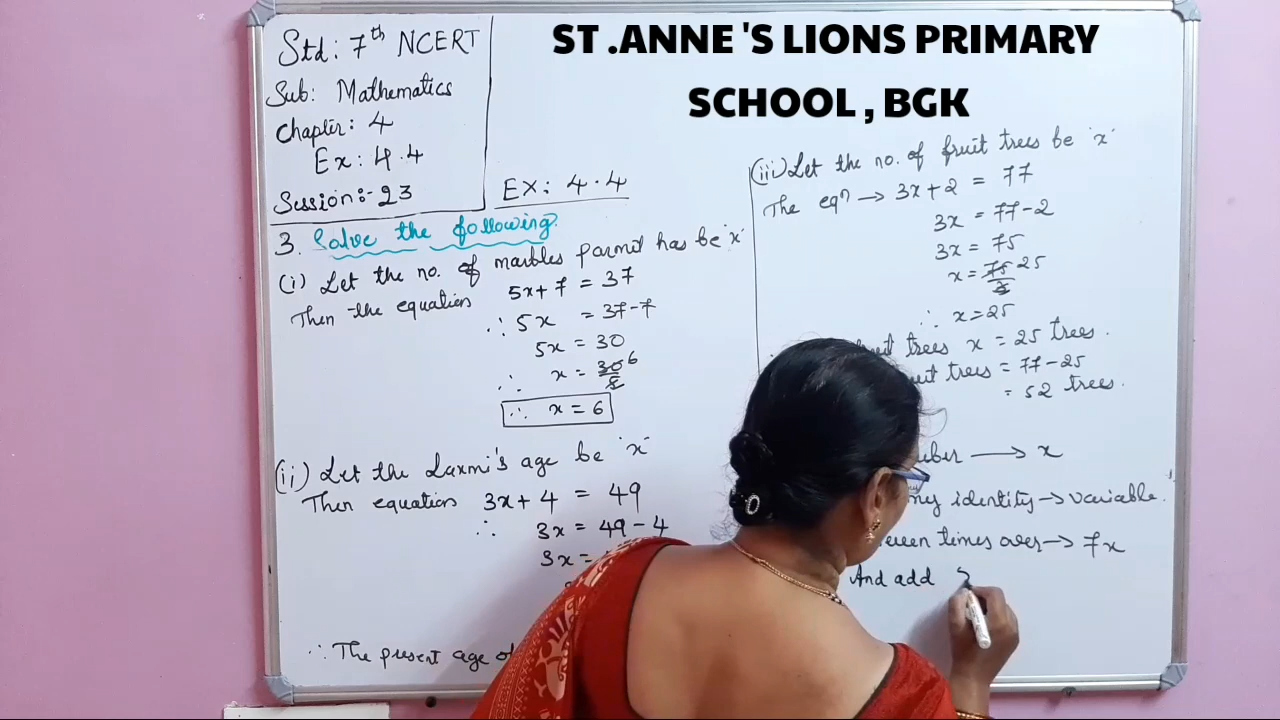 ST .ANNE 'S LIONS PRIMARY
SCHOOL , BGK
Std: 7th NCERT
Sub: Mathematics
Chapter: 4
Ex: 4.4
Session:-23
EX: 4.4
3. Solve the following.
(i) Let the no. of marbles parmit has be 'x'
Then the equation 5x+7 = 37
∴ 5x = 37-7
5x = 30
∴ x = 30/5 6
∴ x = 6
(ii) Let the Laxmi's age be 'x'
Then equation 3x+4 = 49
∴ 3x = 49-4
3x =
∴ The present age of
(iii) Let the no. of fruit trees be 'x'
The eqn → 3x+2 = 77
3x = 77-2
3x = 75
x = 75/3 25
∴ x=25
fruit trees x = 25 trees.
trees = 77-25
= 52 trees.
→ x
my identity → variable.
times over → 7x
And add